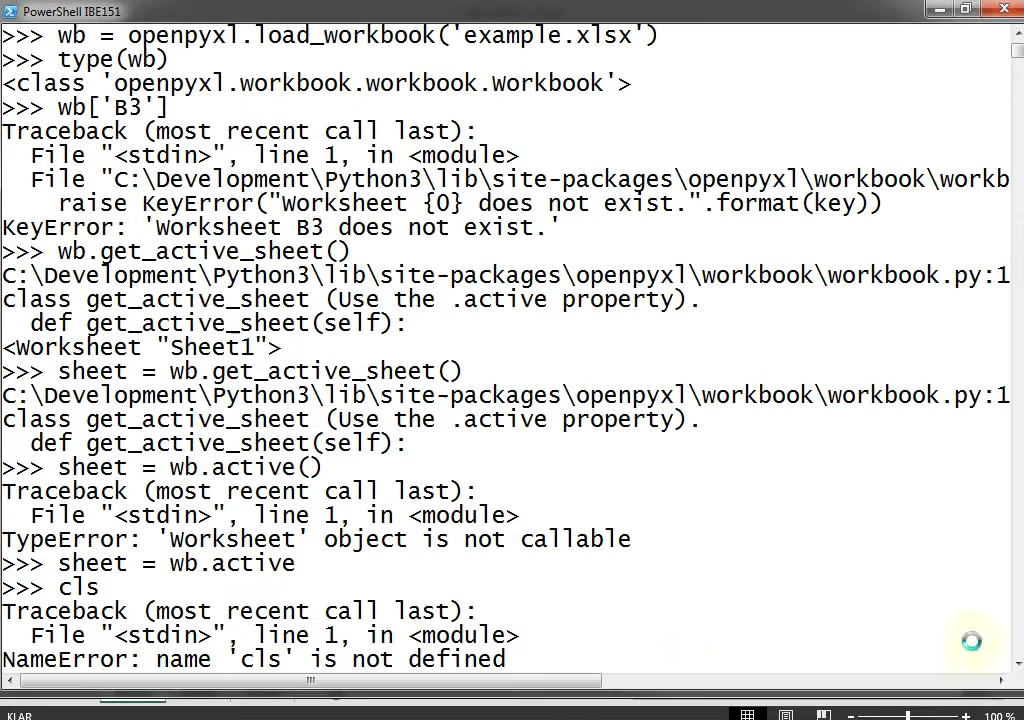 PowerShell IBE151
>>> wb = openpyxl.load_workbook('example.xlsx')
>>> type(wb)
<class 'openpyxl.workbook.workbook.Workbook'>
>>> wb['B3']
Traceback (most recent call last):
  File "<stdin>", line 1, in <module>
  File "C:\Development\Python3\lib\site-packages\openpyxl\workbook\workb
    raise KeyError("Worksheet {0} does not exist.".format(key))
KeyError: 'Worksheet B3 does not exist.'
>>> wb.get_active_sheet()
C:\Development\Python3\lib\site-packages\openpyxl\workbook\workbook.py:1
class get_active_sheet (Use the .active property).
  def get_active_sheet(self):
<Worksheet "Sheet1">
>>> sheet = wb.get_active_sheet()
C:\Development\Python3\lib\site-packages\openpyxl\workbook\workbook.py:1
class get_active_sheet (Use the .active property).
  def get_active_sheet(self):
>>> sheet = wb.active()
Traceback (most recent call last):
  File "<stdin>", line 1, in <module>
TypeError: 'Worksheet' object is not callable
>>> sheet = wb.active
>>> cls
Traceback (most recent call last):
  File "<stdin>", line 1, in <module>
NameError: name 'cls' is not defined
KLAR 100 %